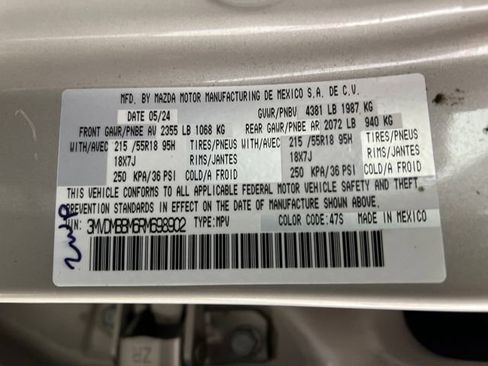 MFD. BY MAZDA MOTOR MANUFACTURING DE MEXICO S.A. DE C.V.
DATE 05/24 GVWR/PNBV 4381 LB 1987 KG
FRONT GAWR/PNBE AV 2355 LB 1068 KG REAR GAWR/PNBE AR 2072 LB 940 KG
WITH/AVEC 215 /55R18 95H TIRES/PNEUS WITH/AVEC 215 /55R18 95H TIRES/PNEUS
18X7J RIMS/JANTES 18X7J RIMS/JANTES
250 KPA/36 PSI COLD/A FROID 250 KPA/36 PSI COLD/A FROID
THIS VEHICLE CONFORMS TO ALL APPLICABLE FEDERAL MOTOR VEHICLE SAFETY AND THEFT
PREVENTION STANDARDS IN EFFECT ON THE DATE OF MANUFACTURE SHOWN ABOVE.
VIN: 3MVDMBBM6RM698902 TYPE:MPV COLOR CODE:47S MADE IN MEXICO
ZR